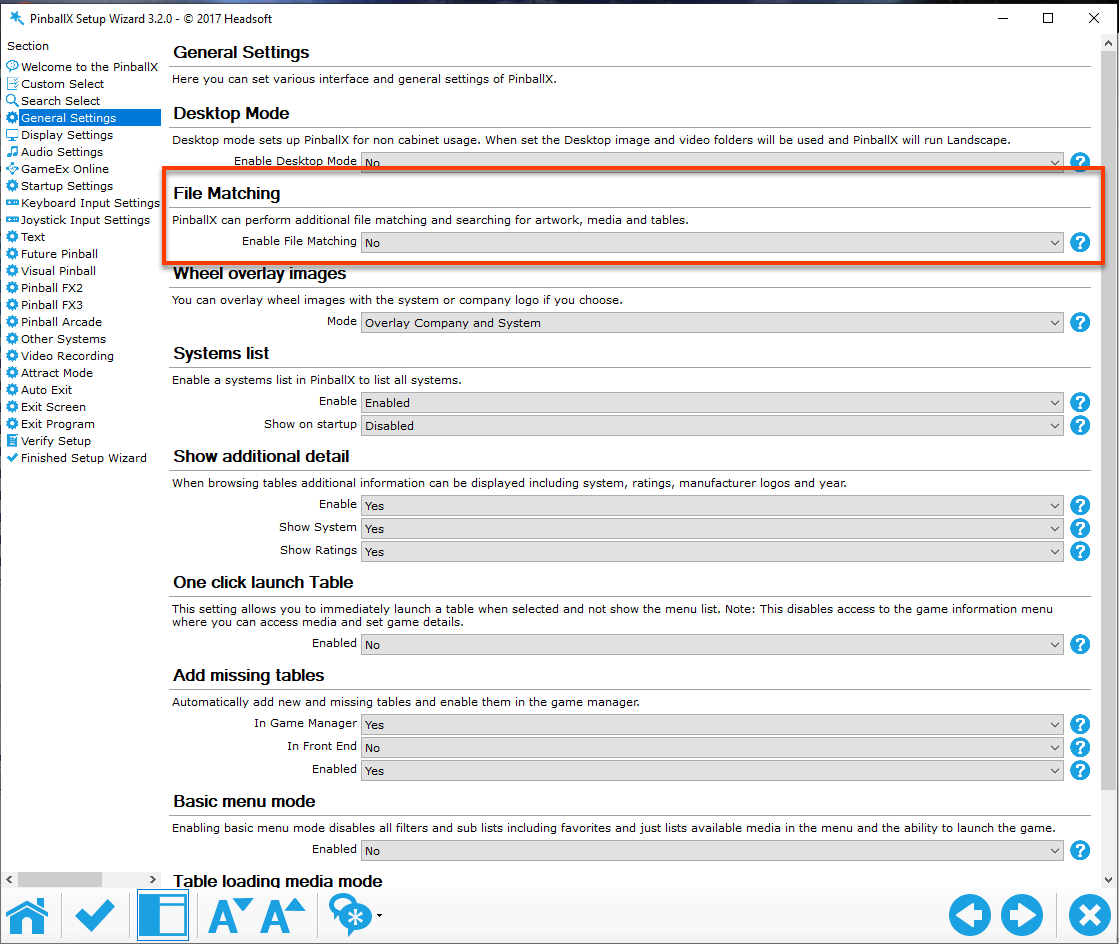 PinballX Setup Wizard 3.2.0 - © 2017 Headsoft
Section
Welcome to the PinballX
Custom Select
Search Select
General Settings
Display Settings
Audio Settings
GameEx Online
Startup Settings
Keyboard Input Settings
Joystick Input Settings
Text
Future Pinball
Visual Pinball
Pinball FX2
Pinball FX3
Pinball Arcade
Other Systems
Video Recording
Attract Mode
Auto Exit
Exit Screen
Exit Program
Verify Setup
Finished Setup Wizard
General Settings
Here you can set various interface and general settings of PinballX.
Desktop Mode
Desktop mode sets up PinballX for non cabinet usage. When set the Desktop image and video folders will be used and PinballX will run Landscape.
Enable Desktop Mode No ?
File Matching
PinballX can perform additional file matching and searching for artwork, media and tables.
Enable File Matching No ?
Wheel overlay images
You can overlay wheel images with the system or company logo if you choose.
Mode Overlay Company and System ?
Systems list
Enable a systems list in PinballX to list all systems.
Enable Enabled ?
Show on startup Disabled ?
Show additional detail
When browsing tables additional information can be displayed including system, ratings, manufacturer logos and year.
Enable Yes ?
Show System Yes ?
Show Ratings Yes ?
One click launch Table
This setting allows you to immediately launch a table when selected and not show the menu list. Note: This disables access to the game information menu
where you can access media and set game details.
Enabled No ?
Add missing tables
Automatically add new and missing tables and enable them in the game manager.
In Game Manager Yes ?
In Front End No ?
Enabled Yes ?
Basic menu mode
Enabling basic menu mode disables all filters and sub lists including favorites and just lists available media in the menu and the ability to launch the game.
Enabled No ?
Table loading media mode
A A